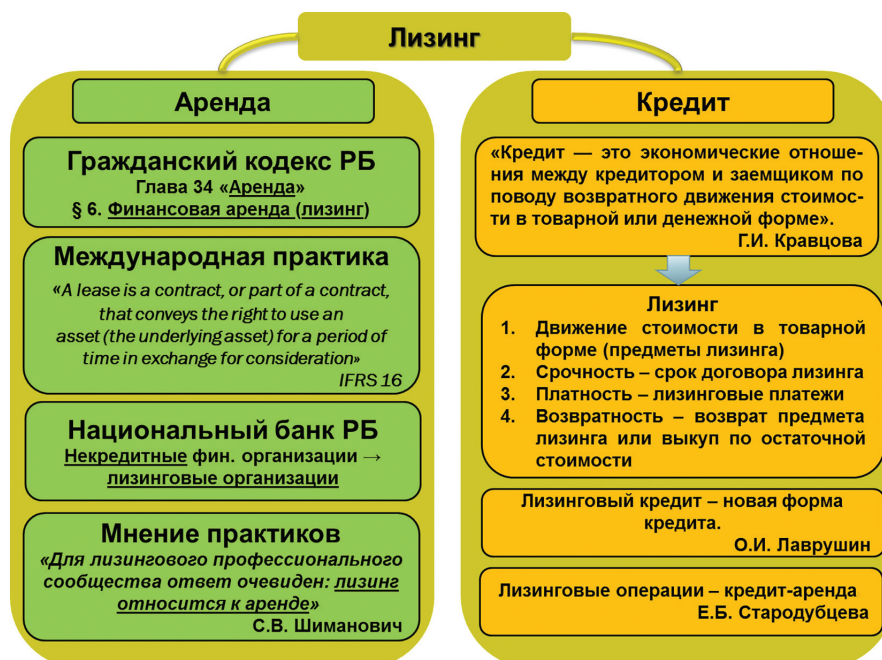 Лизинг
Аренда
Гражданский кодекс РБ
Глава 34 «Аренда»
§ 6. Финансовая аренда (лизинг)
Международная практика
«A lease is a contract, or part of a contract,
that conveys the right to use an
asset (the underlying asset) for a period of
time in exchange for consideration»
IFRS 16
Национальный банк РБ
Некредитные фин. организации →
лизинговые организации
Мнение практиков
«Для лизингового профессионального
сообщества ответ очевиден: лизинг
относится к аренде»
С.В. Шиманович
Кредит
«Кредит — это экономические отноше-
ния между кредитором и заемщиком по
поводу возвратного движения стоимос-
ти в товарной или денежной форме».
Г.И. Кравцова
Лизинг
1. Движение стоимости в товарной
форме (предметы лизинга)
2. Срочность – срок договора лизинга
3. Платность – лизинговые платежи
4. Возвратность – возврат предмета
лизинга или выкуп по остаточной
стоимости
Лизинговый кредит – новая форма
кредита.
О.И. Лаврушин
Лизинговые операции – кредит-аренда
Е.Б. Стародубцева